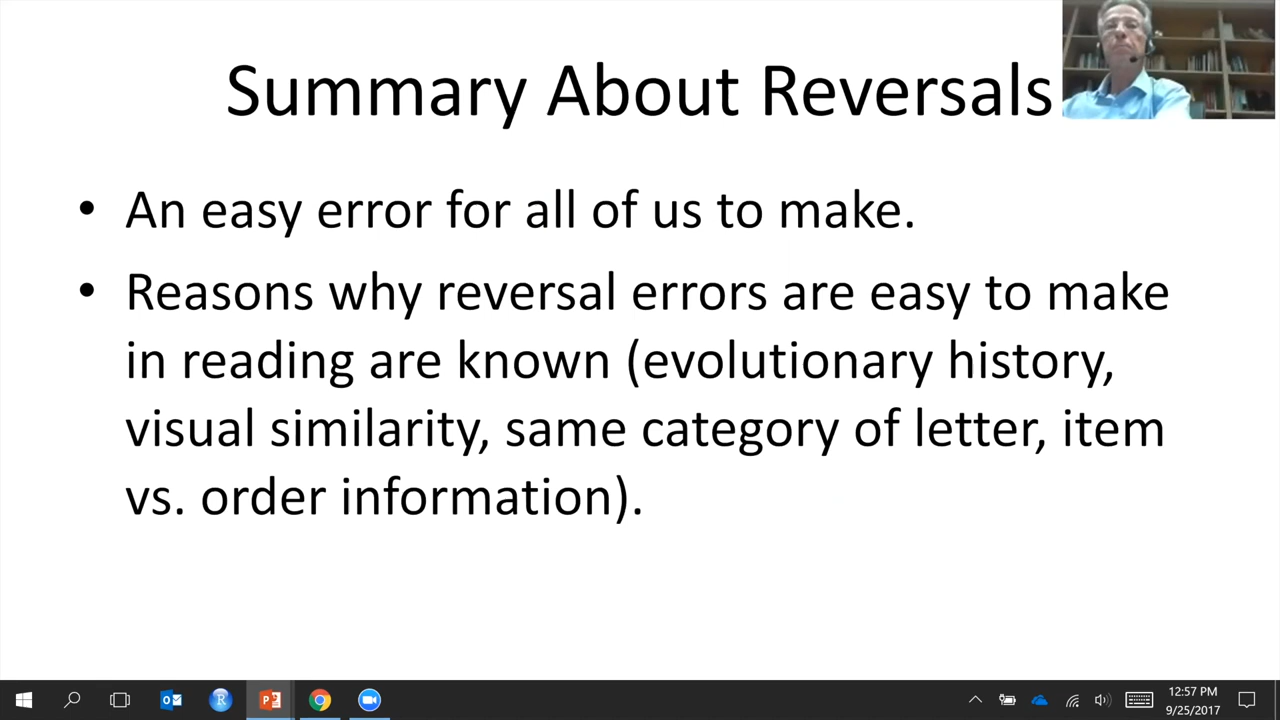 Summary About Reversals
• An easy error for all of us to make.
• Reasons why reversal errors are easy to make
in reading are known (evolutionary history,
visual similarity, same category of letter, item
vs. order information).
12:57 PM
9/25/2017